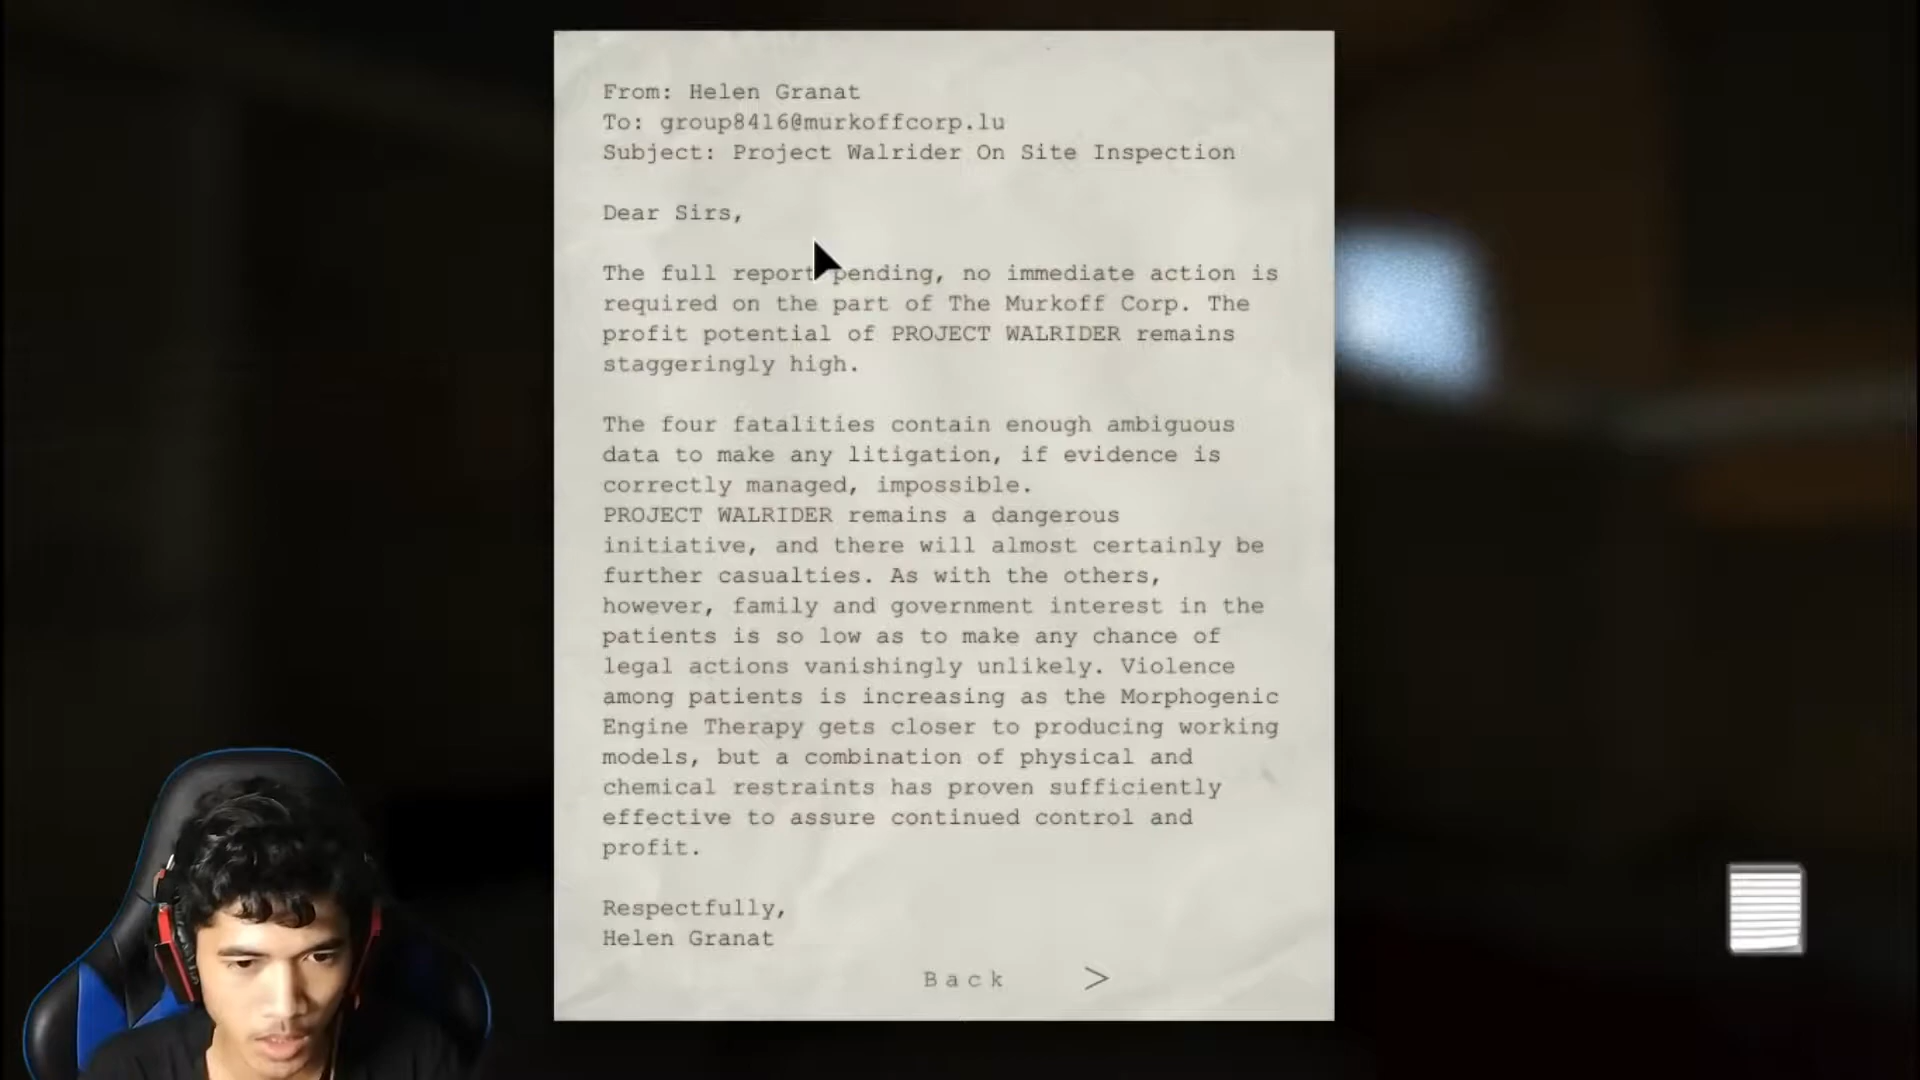 From: Helen Granat
To: group8416@murkoffcorp.lu
Subject: Project Walrider On Site Inspection
Dear Sirs,
The full report pending, no immediate action is
required on the part of The Murkoff Corp. The
profit potential of PROJECT WALRIDER remains
staggeringly high.
The four fatalities contain enough ambiguous
data to make any litigation, if evidence is
correctly managed, impossible.
PROJECT WALRIDER remains a dangerous
initiative, and there will almost certainly be
further casualties. As with the others,
however, family and government interest in the
patients is so low as to make any chance of
legal actions vanishingly unlikely. Violence
among patients is increasing as the Morphogenic
Engine Therapy gets closer to producing working
models, but a combination of physical and
chemical restraints has proven sufficiently
effective to assure continued control and
profit.
Respectfully,
Helen Granat
Back >